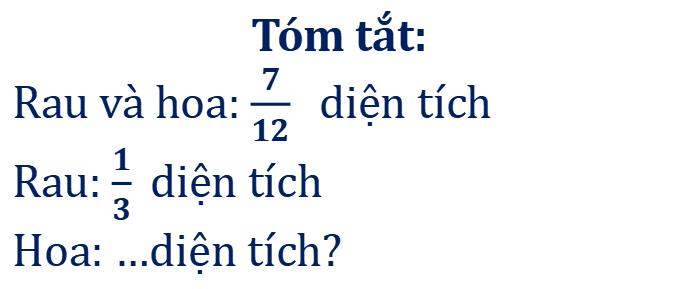 Tóm tắt:
Rau và hoa: 7/12 diện tích
Rau: 1/3 diện tích
Hoa: ...diện tích?